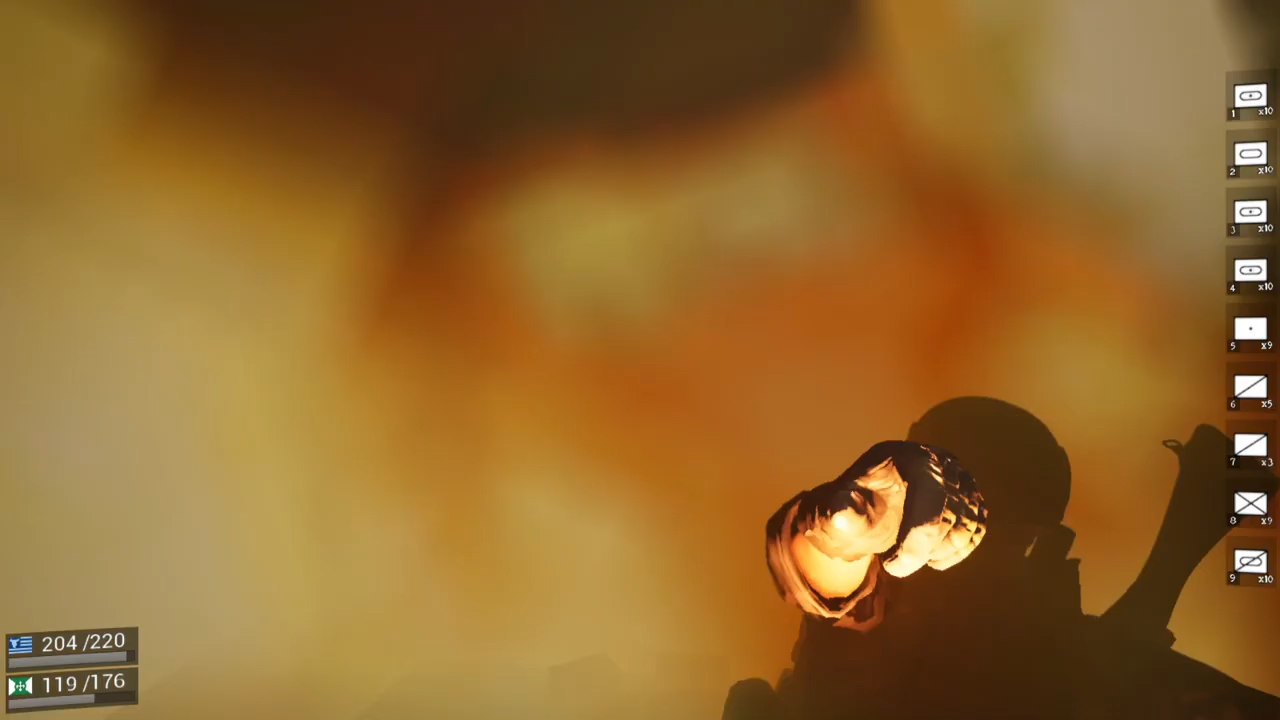 1 x10
2 x10
3 x10
4 x10
5 x9
6 x5
7 x3
8 x9
9 x10
204 /220
119 /176